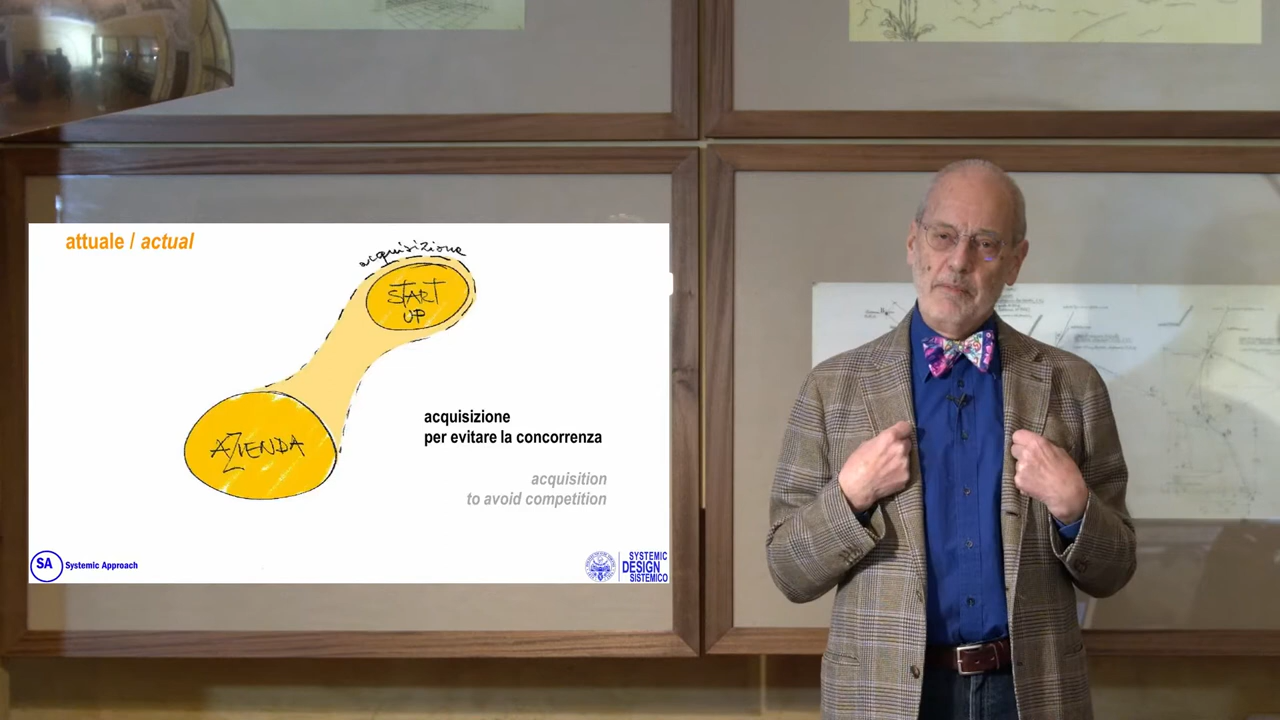 attuale / actual
acquisizione
START
UP
AZIENDA
acquisizione
per evitare la concorrenza
acquisition
to avoid competition
SA Systemic Approach
SYSTEMIC
DESIGN
SISTEMICO